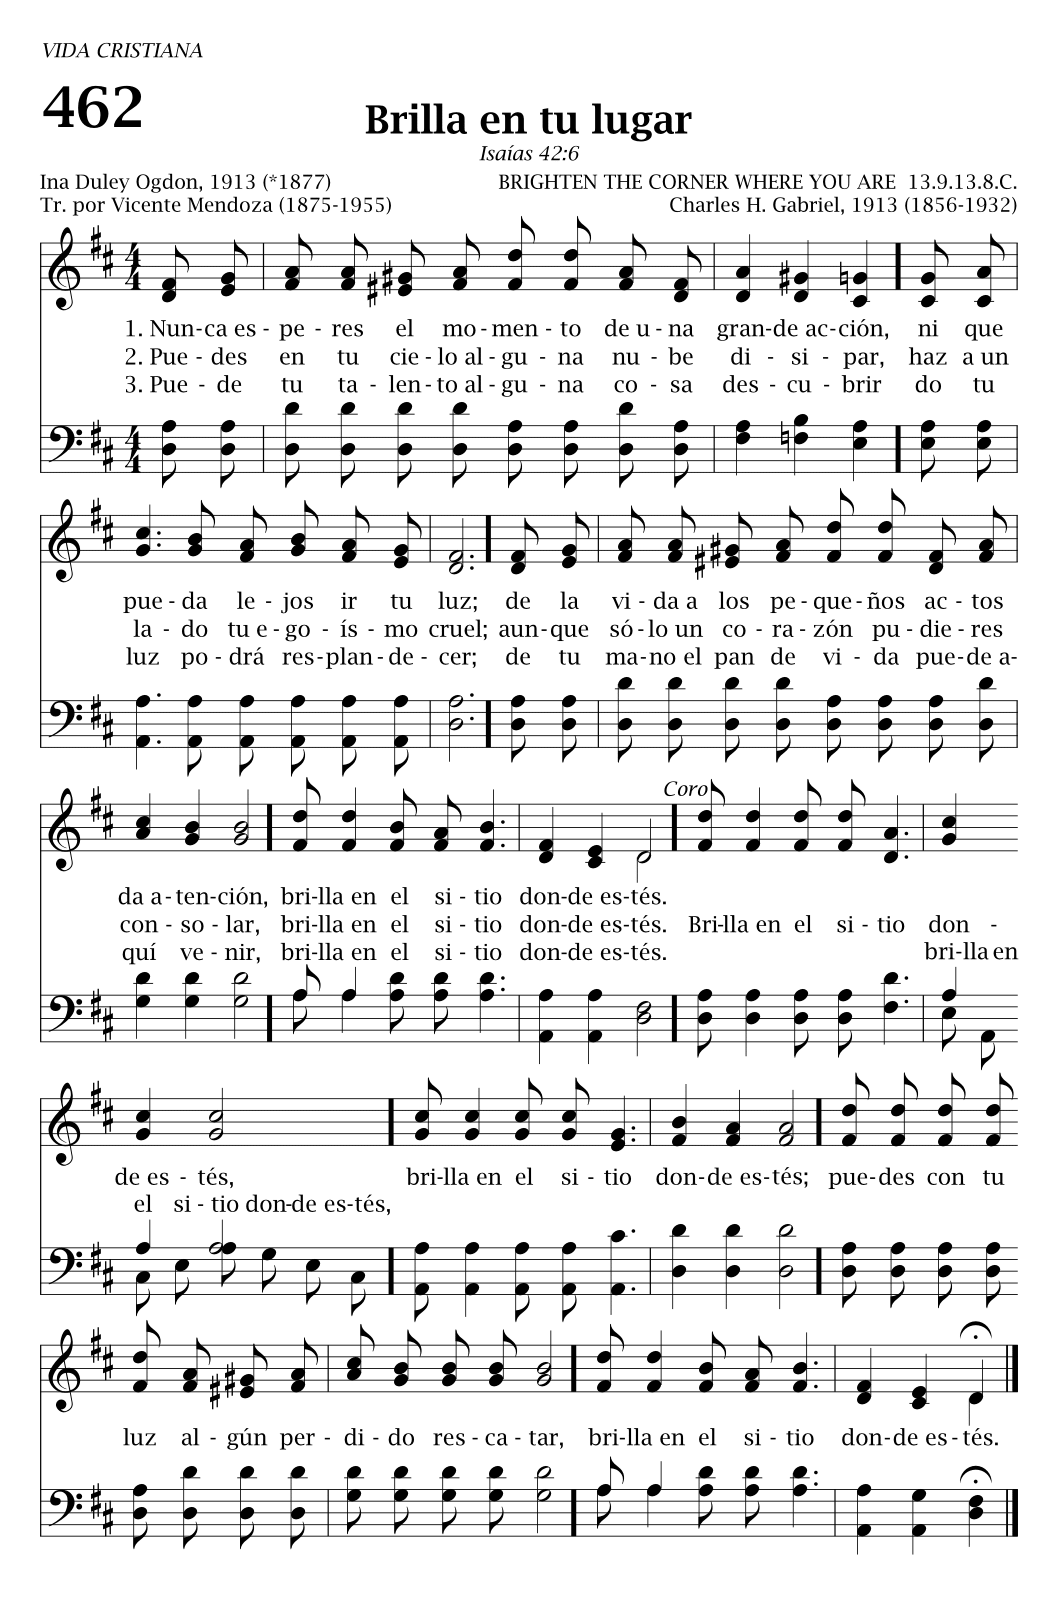 VIDA CRISTIANA
462
Brilla en tu lugar
Isaías 42:6
Ina Duley Ogdon, 1913 (*1877)
BRIGHTEN THE CORNER WHERE YOU ARE 13.9.13.8.C.
Tr. por Vicente Mendoza (1875-1955)
Charles H. Gabriel, 1913 (1856-1932)
1. Nun-ca es - pe - res el mo-men - to de u - na gran-de ac-ción, ni que
2. Pue - des en tu cie - lo al - gu - na nu - be di - si - par, haz a un
3. Pue - de tu ta - len-to al - gu - na co - sa des - cu - brir do tu
pue - da le - jos ir tu luz; de la vi - da a los pe - que-ños ac - tos
la - do tu e - go - ís - mo cruel; aun-que só-lo un co - ra - zón pu - die - res
luz po - drá res-plan-de - cer; de tu ma-no el pan de vi - da pue-de a-
Coro
da a-ten-ción, bri-lla en el si - tio don-de es-tés.
con - so - lar, bri-lla en el si - tio don-de es-tés. Bri-lla en el si - tio don -
quí ve - nir, bri-lla en el si - tio don-de es-tés. bri-lla en
de es - tés, bri-lla en el si - tio don-de es-tés; pue-des con tu
el si - tio don-de es-tés,
luz al - gún per - di - do res - ca - tar, bri-lla en el si - tio don-de es-tés.